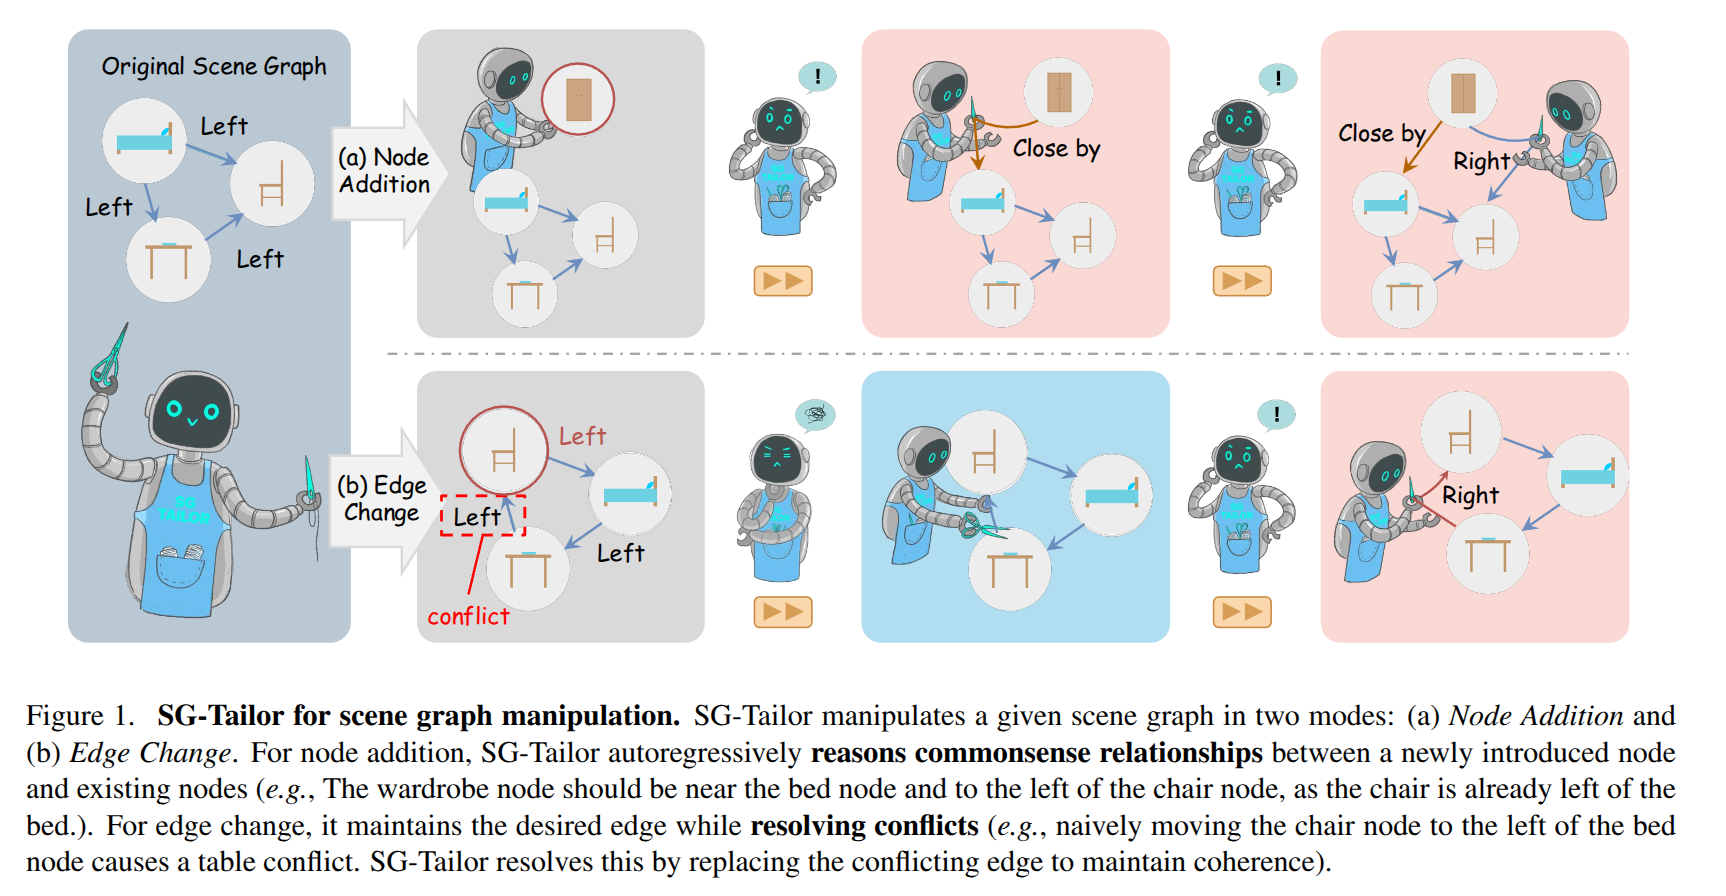 Original Scene Graph
Left
Left
Left
SG
TAILOR
(a) Node
Addition
!
SG
TAILOR
Close by
!
SG
TAILOR
Close by
Right
(b) Edge
Change
Left
Left
Left
conflict
!
Right
Figure 1. SG-Tailor for scene graph manipulation. SG-Tailor manipulates a given scene graph in two modes: (a) Node Addition and
(b) Edge Change. For node addition, SG-Tailor autoregressively reasons commonsense relationships between a newly introduced node
and existing nodes (e.g., The wardrobe node should be near the bed node and to the left of the chair node, as the chair is already left of the
bed.). For edge change, it maintains the desired edge while resolving conflicts (e.g., naively moving the chair node to the left of the bed
node causes a table conflict. SG-Tailor resolves this by replacing the conflicting edge to maintain coherence).